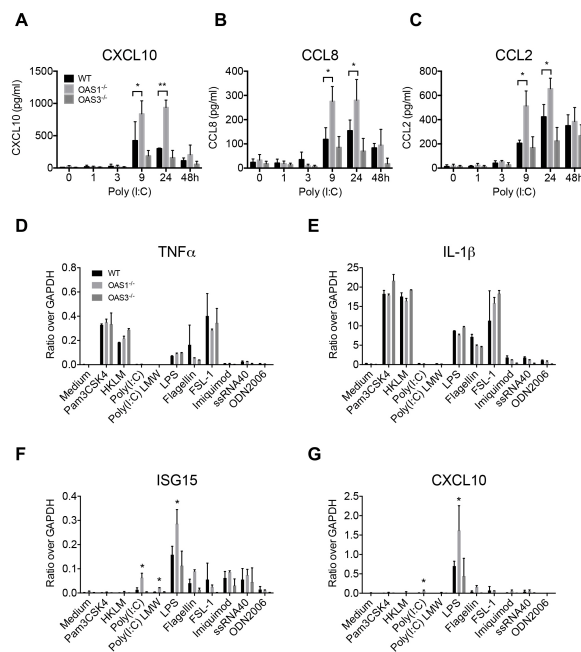 A
CXCL10
CXCL10 (pg/ml)
1500
1000
500
0
WT
OAS1-/-
OAS3-/-
*
**
0 1 3 9 24 48h
Poly (I:C)
B
CCL8
CCL8 (pg/ml)
400
300
200
100
0
*
*
0 1 3 9 24 48h
Poly (I:C)
C
CCL2
CCL2 (pg/ml)
800
600
400
200
0
*
*
0 1 3 9 24 48h
Poly (I:C)
D
TNFα
Ratio over GAPDH
0.8
0.6
0.4
0.2
0.0
WT
OAS1-/-
OAS3-/-
Medium
Pam3CSK4
HKLM
Poly(I:C)
Poly(I:C) LMW
LPS
Flagellin
FSL-1
Imiquimod
ssRNA40
ODN2006
E
IL-1β
Ratio over GAPDH
25
20
15
10
5
0
Medium
Pam3CSK4
HKLM
Poly(I:C)
Poly(I:C) LMW
LPS
Flagellin
FSL-1
Imiquimod
ssRNA40
ODN2006
F
ISG15
Ratio over GAPDH
0.4
0.3
0.2
0.1
0.0
*
*
*
Medium
Pam3CSK4
HKLM
Poly(I:C)
Poly(I:C) LMW
LPS
Flagellin
FSL-1
Imiquimod
ssRNA40
ODN2006
G
CXCL10
Ratio over GAPDH
2.5
2.0
1.5
1.0
0.5
0.0
*
*
Medium
Pam3CSK4
HKLM
Poly(I:C)
Poly(I:C) LMW
LPS
Flagellin
FSL-1
Imiquimod
ssRNA40
ODN2006